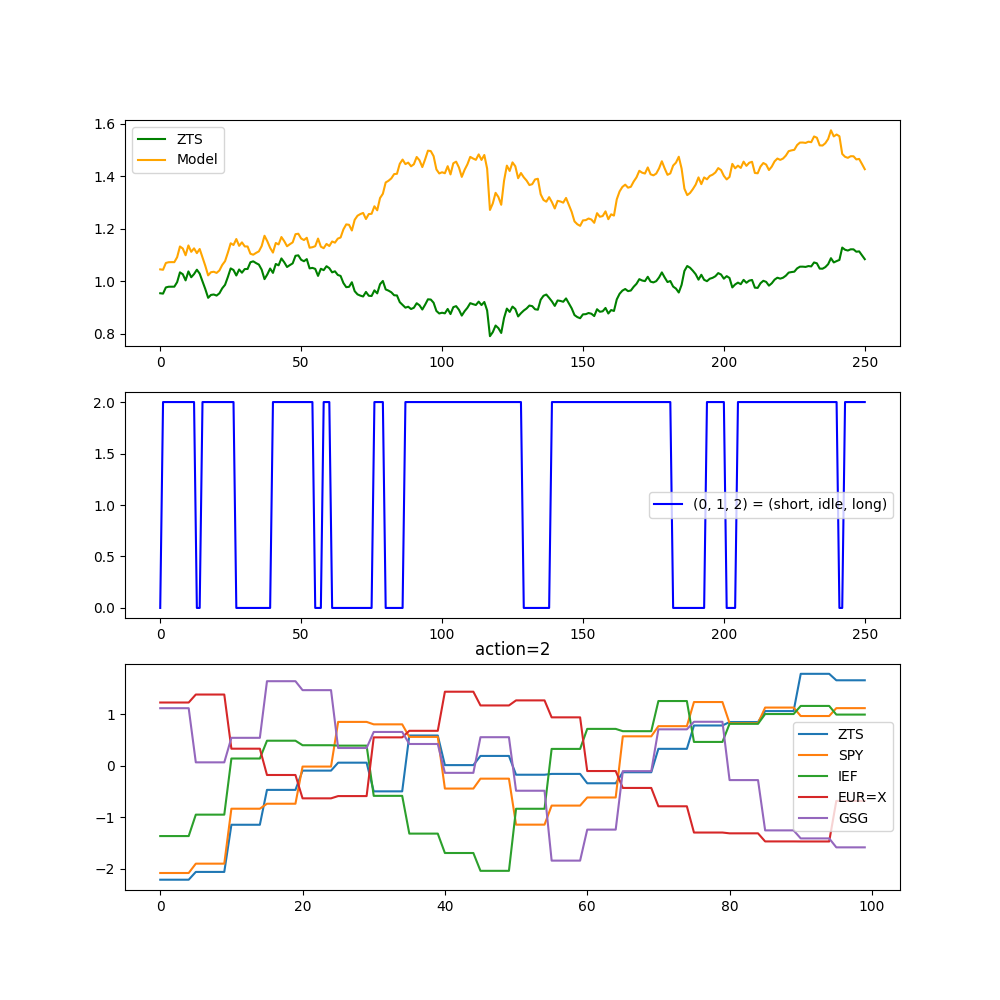 1.6
1.4
1.2
1.0
0.8
ZTS
Model
0 50 100 150 200 250
2.0
1.5
1.0
0.5
0.0
(0, 1, 2) = (short, idle, long)
0 50 100 150 200 250
action=2
1
0
−1
−2
ZTS
SPY
IEF
EUR=X
GSG
0 20 40 60 80 100